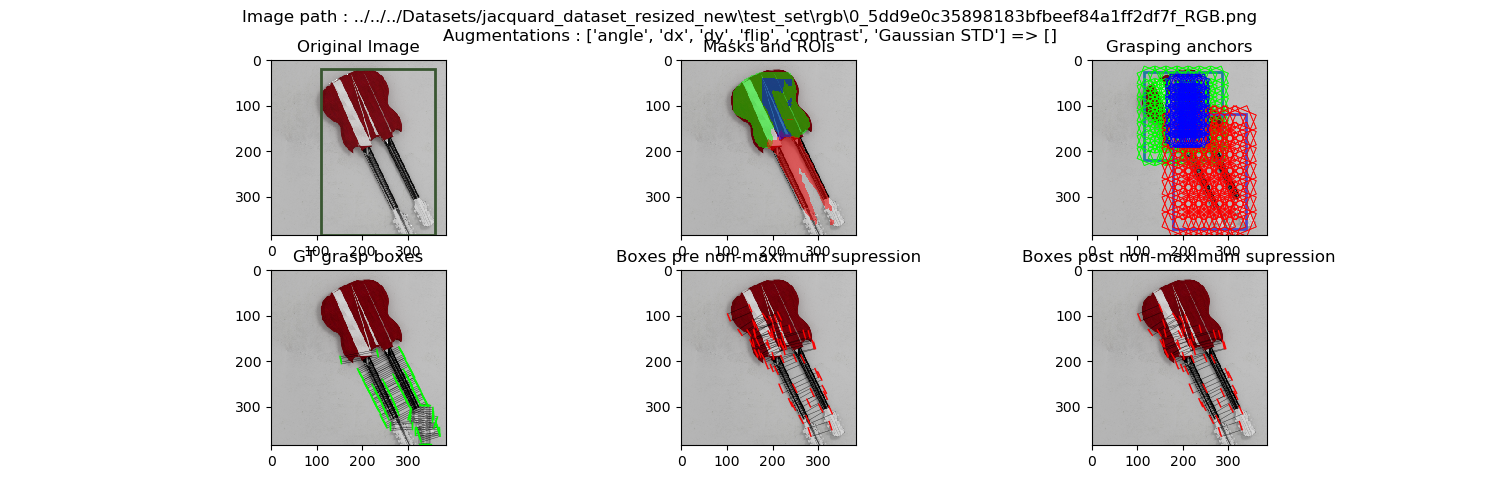 Image path : ../../../Datasets/jacquard_dataset_resized_new\test_set\rgb\0_5dd9e0c35898183bfbeef84a1ff2df7f_RGB.png
Augmentations : ['angle', 'dx', 'dy', 'flip', 'contrast', 'Gaussian STD'] => []
Original Image
Masks and ROIs
Grasping anchors
0
100
200
300
0 100 200 300
0
100
200
300
0 100 200 300
0
100
200
300
0 100 200 300
GT grasp boxes
Boxes pre non-maximum supression
Boxes post non-maximum supression
0
100
200
300
0 100 200 300
0
100
200
300
0 100 200 300
0
100
200
300
0 100 200 300